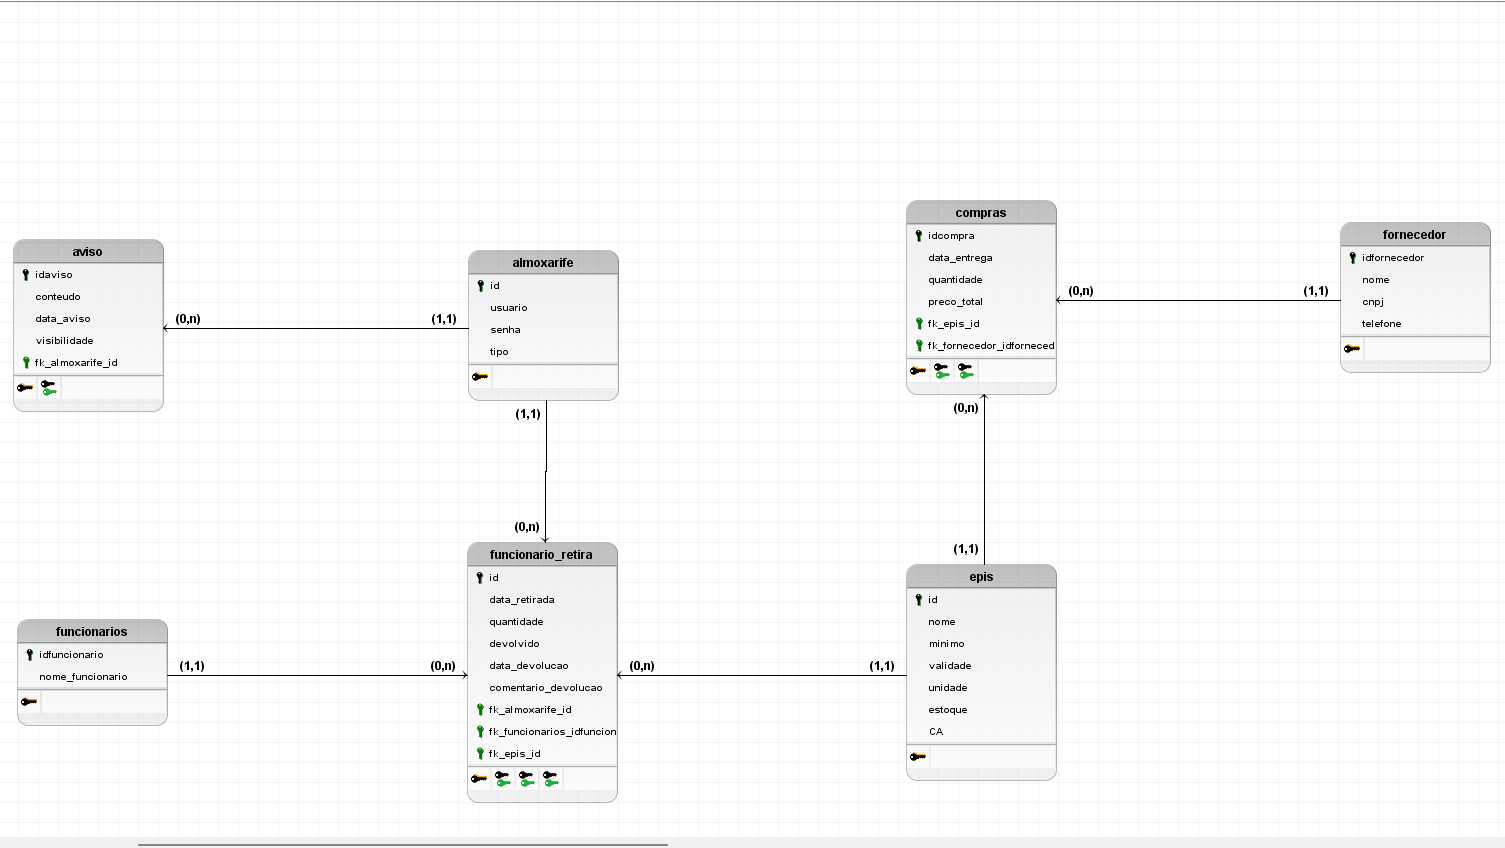 aviso
idaviso
conteudo
data_aviso
visibilidade
fk_almoxarife_id
(0,n)
(1,1)
almoxarife
id
usuario
senha
tipo
(1,1)
(0,n)
compras
idcompra
data_entrega
quantidade
preco_total
fk_epis_id
fk_fornecedor_idforneced
(0,n)
(1,1)
fornecedor
idfornecedor
nome
cnpj
telefone
(0,n)
(1,1)
funcionarios
idfuncionario
nome_funcionario
(1,1)
(0,n)
funcionario_retira
id
data_retirada
quantidade
devolvido
data_devolucao
comentario_devolucao
fk_almoxarife_id
fk_funcionarios_idfuncion
fk_epis_id
(0,n)
(1,1)
epis
id
nome
minimo
validade
unidade
estoque
CA